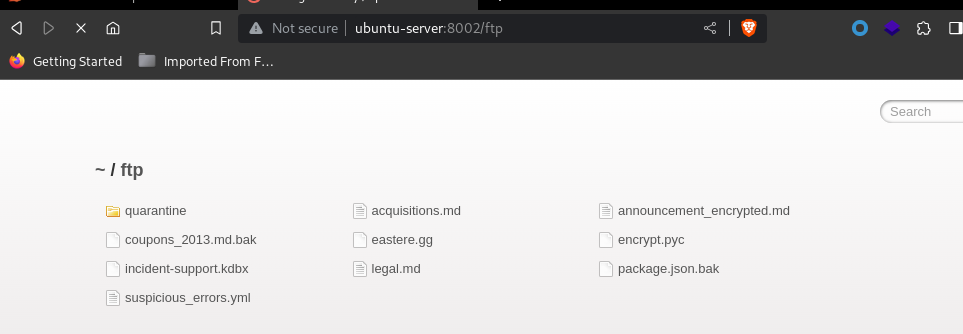 Not secure ubuntu-server:8002/ftp
Getting Started Imported From F...
Search
~ / ftp
quarantine acquisitions.md announcement_encrypted.md
coupons_2013.md.bak eastere.gg encrypt.pyc
incident-support.kdbx legal.md package.json.bak
suspicious_errors.yml